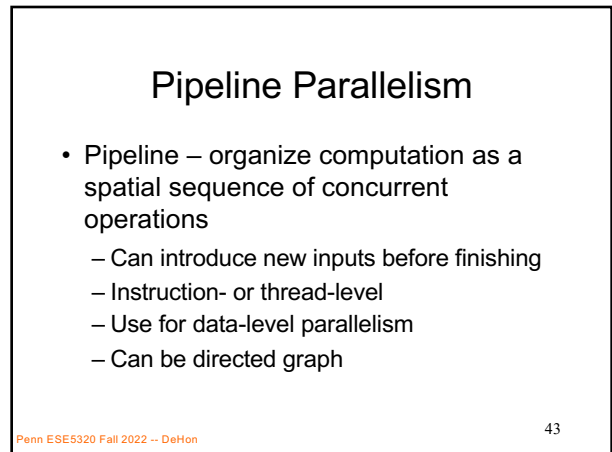 Pipeline Parallelism
• Pipeline – organize computation as a
spatial sequence of concurrent
operations
– Can introduce new inputs before finishing
– Instruction- or thread-level
– Use for data-level parallelism
– Can be directed graph
Penn ESE5320 Fall 2022 -- DeHon
43